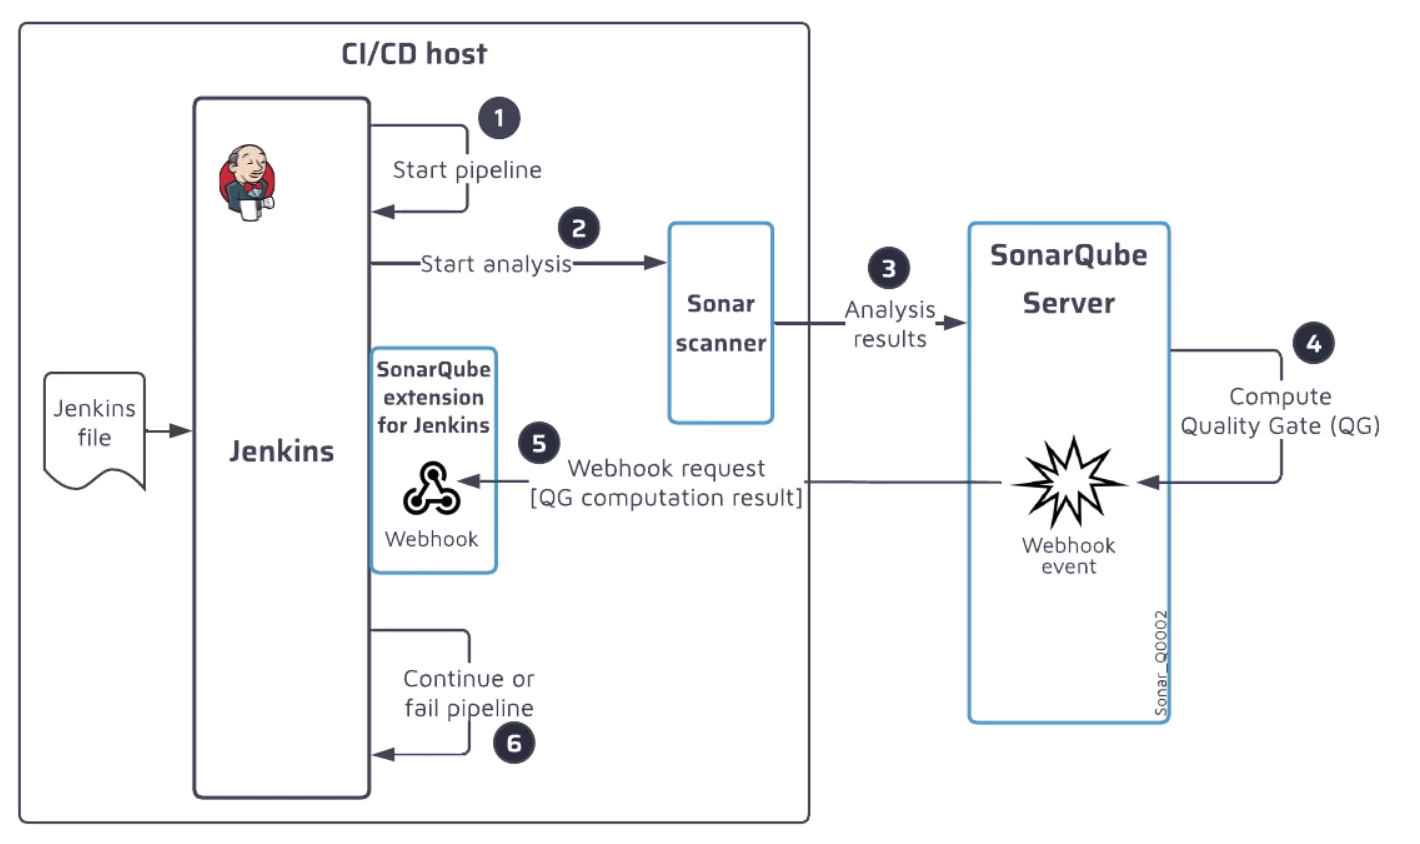 CI/CD host
1
Start pipeline
2
Start analysis
3
Analysis
results
Sonar
scanner
SonarQube
Server
4
Compute
Quality Gate (QG)
Jenkins
file
Jenkins
SonarQube
extension
for Jenkins
Webhook
5
Webhook request
[QG computation result]
Webhook
event
Continue or
fail pipeline
6
Sonar_Q0002